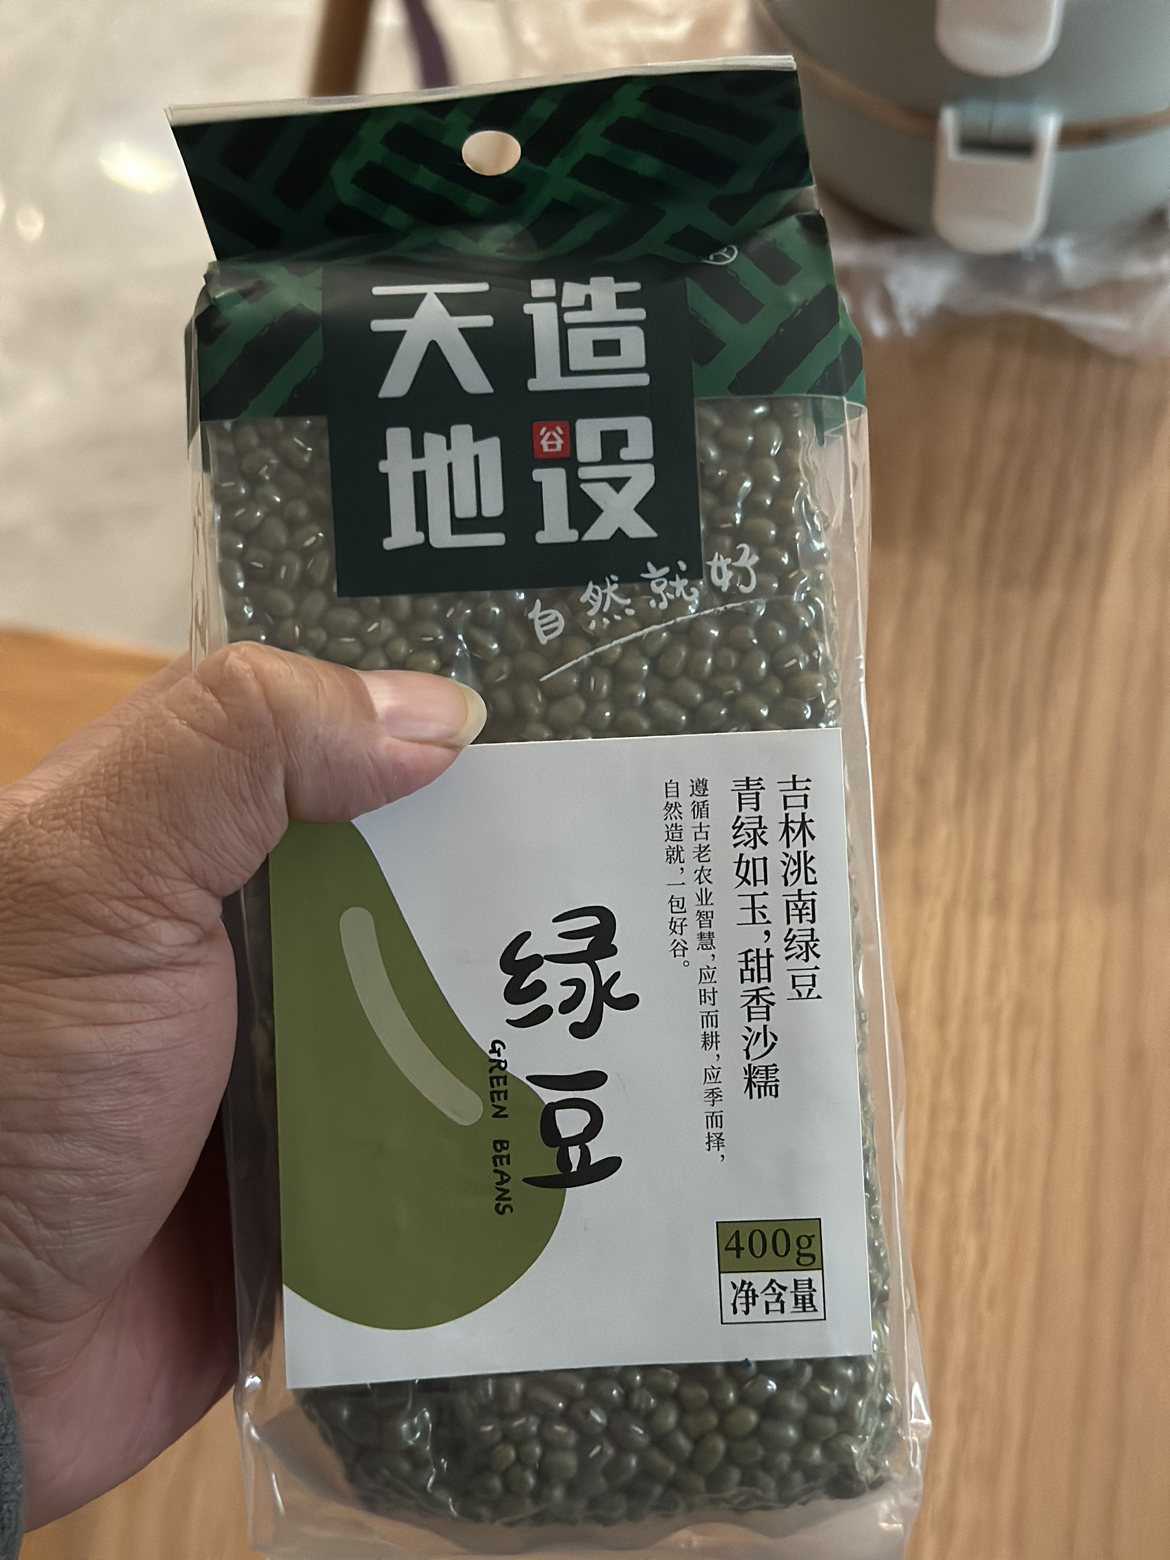 天造
地设
谷
自然就好
吉林洮南绿豆
青绿如玉，甜香沙糯
遵循古老农业智慧，应时而耕，应季而择，
自然造就，一包好谷。
绿豆
GREEN BEANS
400g
净含量